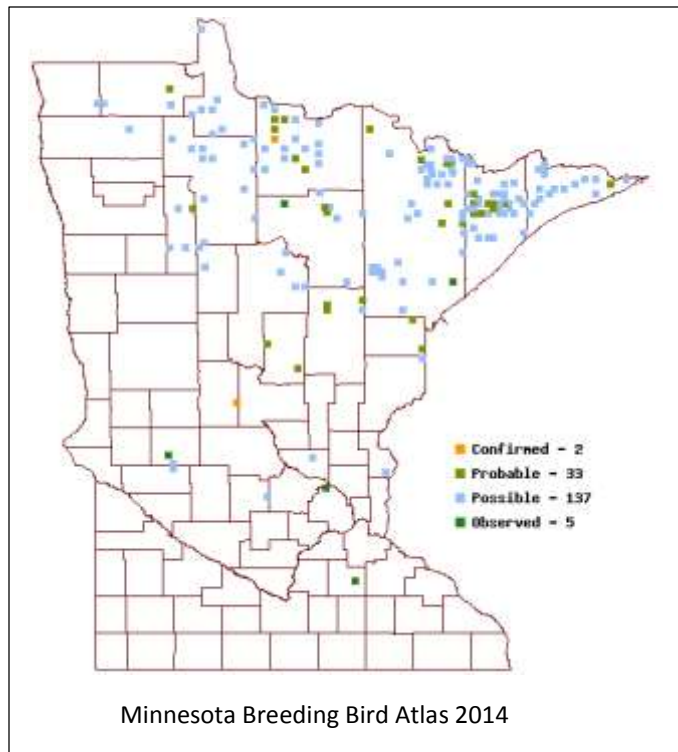 Confirmed - 2
Probable - 33
Possible - 137
Observed - 5
Minnesota Breeding Bird Atlas 2014